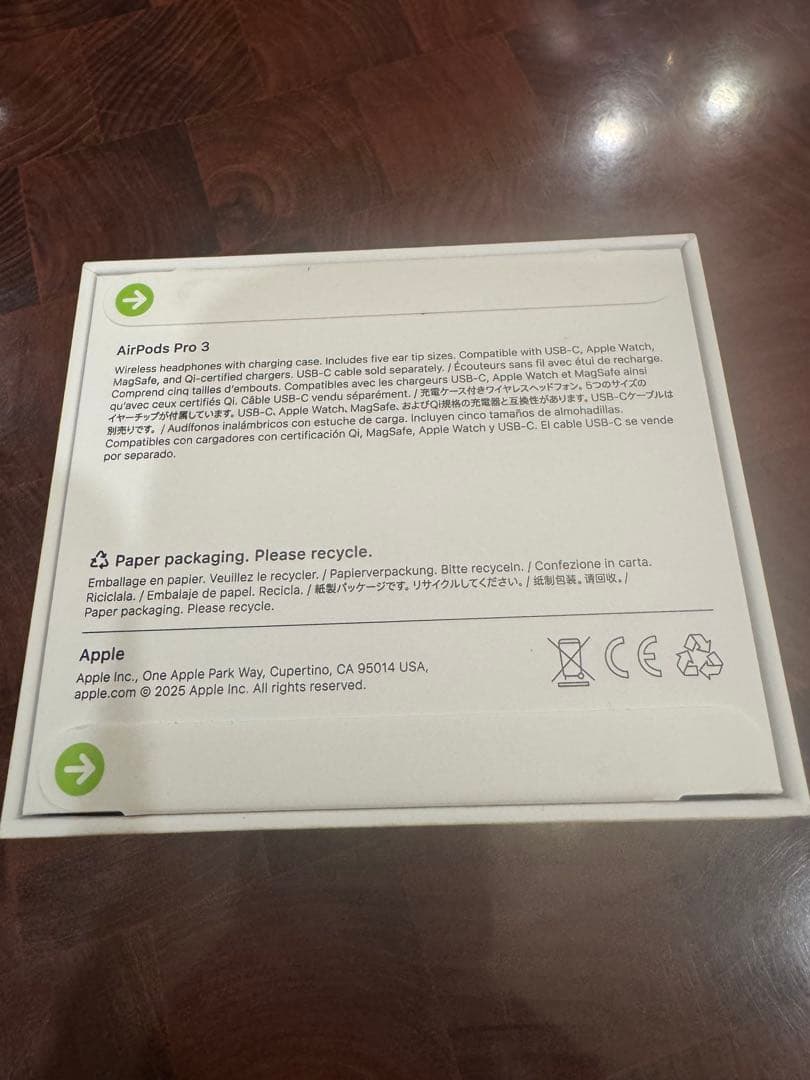 AirPods Pro 3
Wireless headphones with charging case. Includes five ear tip sizes. Compatible with USB-C, Apple Watch,
MagSafe, and Qi-certified chargers. USB-C cable sold separately. / Écouteurs sans fil avec étui de recharge.
Comprend cinq tailles d’embouts. Compatibles avec les chargeurs USB-C, Apple Watch et MagSafe ainsi
qu’avec ceux certifiés Qi. Câble USB-C vendu séparément. / 充電ケース付きワイヤレスヘッドフォン。5つのサイズの
イヤーチップが付属しています。USB-C、Apple Watch、MagSafe、およびQi規格の充電器と互換性があります。USB-Cケーブルは
別売りです。 / Audífonos inalámbricos con estuche de carga. Incluyen cinco tamaños de almohadillas.
Compatibles con cargadores con certificación Qi, MagSafe, Apple Watch y USB-C. El cable USB-C se vende
por separado.
Paper packaging. Please recycle.
Emballage en papier. Veuillez le recycler. / Papierverpackung. Bitte recyceln. / Confezione in carta.
Riciclala. / Embalaje de papel. Recicla. / 紙製パッケージです。リサイクルしてください。/ 纸制包装。请回收。/
Paper packaging. Please recycle.
Apple
Apple Inc., One Apple Park Way, Cupertino, CA 95014 USA,
apple.com © 2025 Apple Inc. All rights reserved.
CE